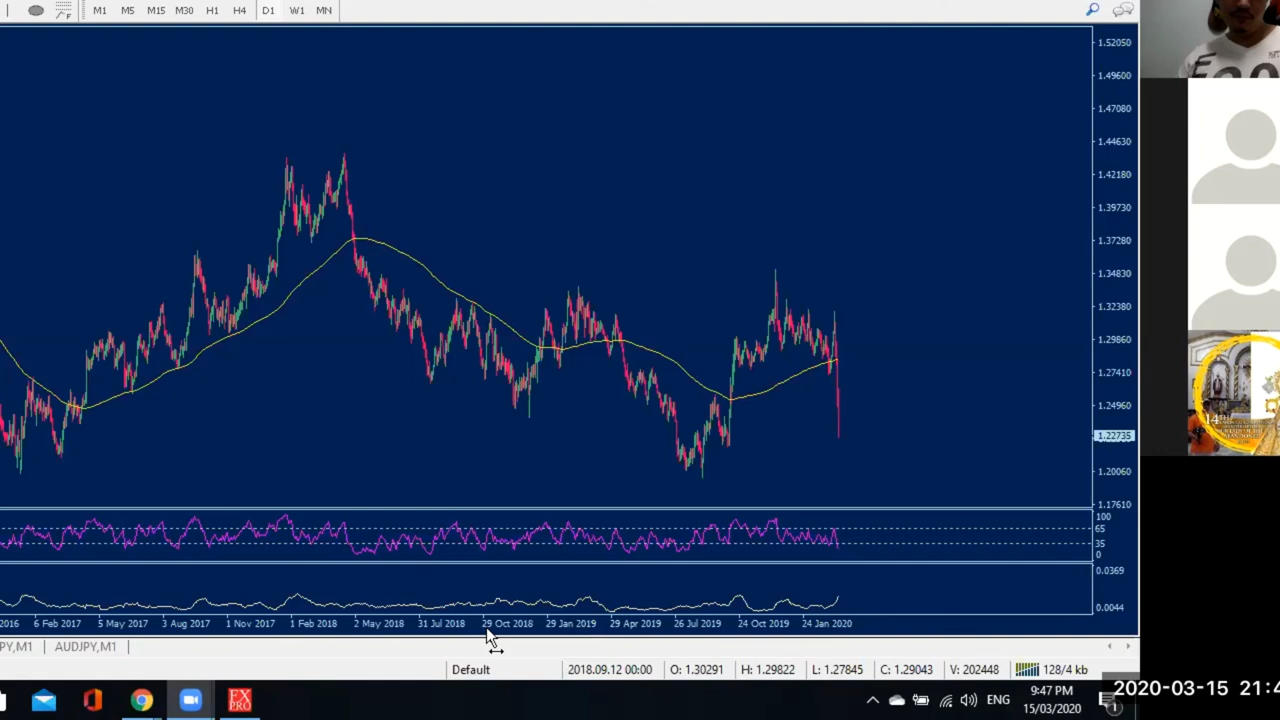 M1 M5 M15 M30 H1 H4 D1 W1 MN
1.52050
1.49600
1.47080
1.44630
1.42180
1.39730
1.37280
1.34830
1.32380
1.29860
1.27410
1.24960
1.22735
1.20060
1.17610
100
65
35
0
0.0369
0.0044
2016 6 Feb 2017 5 May 2017 3 Aug 2017 1 Nov 2017 1 Feb 2018 2 May 2018 31 Jul 2018 29 Oct 2018 29 Jan 2019 29 Apr 2019 26 Jul 2019 24 Oct 2019 24 Jan 2020
PY,M1 AUDJPY,M1
Default 2018.09.12 00:00 O: 1.30291 H: 1.29822 L: 1.27845 C: 1.29043 V: 202448 128/4 kb
FX
PRO
ENG
9:47 PM
15/03/2020
1
2020-03-15 21:4
14TH